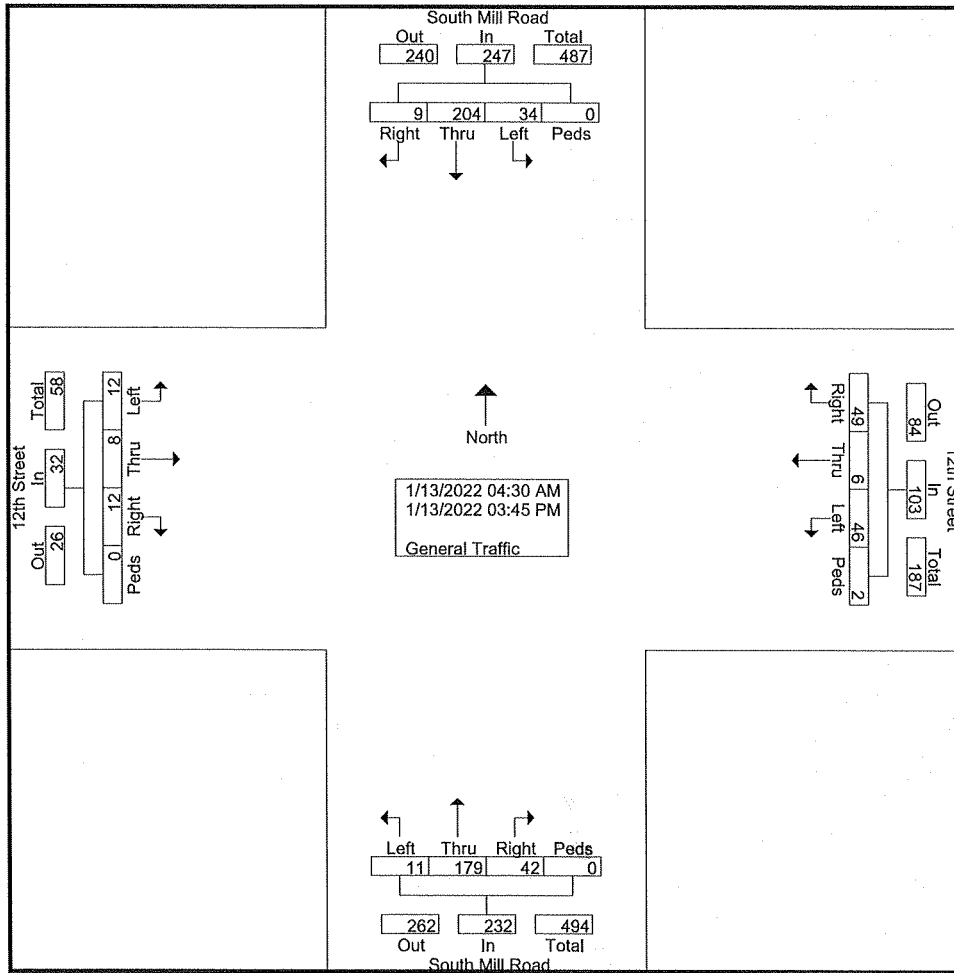 South Mill Road
Out In Total
240 247 487
9 204 34 0
Right Thru Left Peds
12th Street
Total In Out
58 32 26
12 8 12 0
Left Thru Right Peds
North
1/13/2022 04:30 AM
1/13/2022 03:45 PM
General Traffic
Right Thru Left Peds
49 6 46 2
Out In Total
84 103 187
12th Street
Left Thru Right Peds
11 179 42 0
262 232 494
Out In Total
South Mill Road